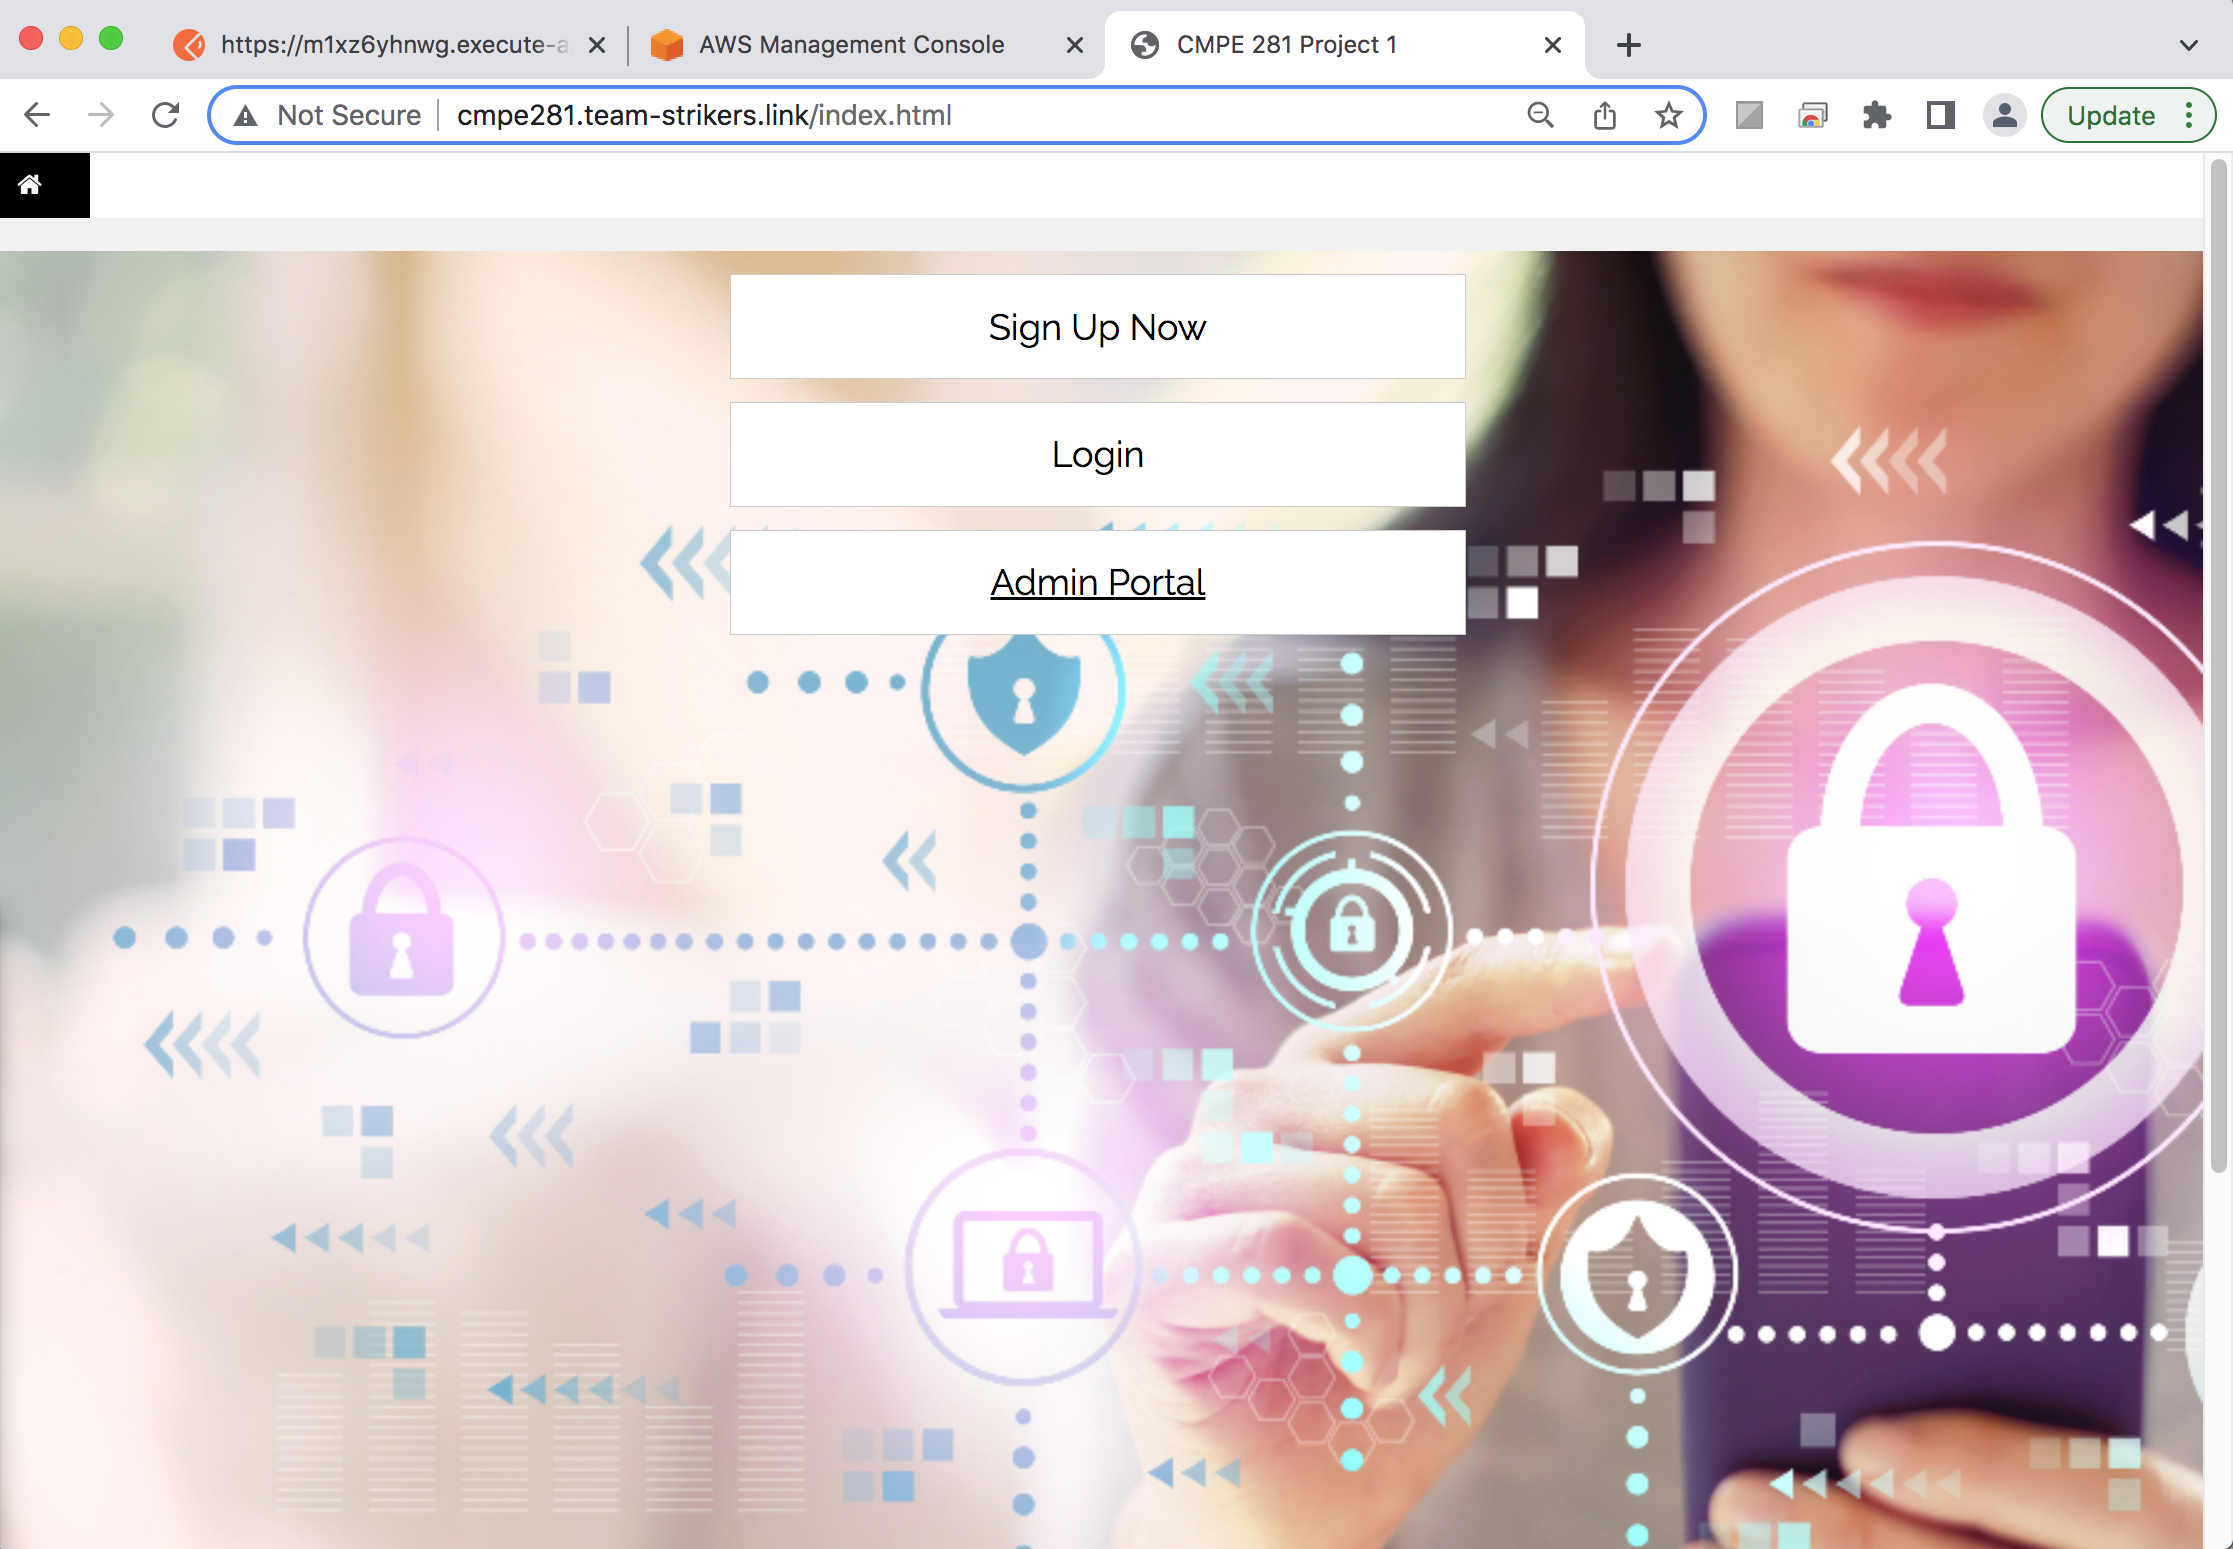 https://m1xz6yhnwg.execute-a
AWS Management Console
CMPE 281 Project 1
Not Secure
cmpe281.team-strikers.link/index.html
Update
Sign Up Now
Login
Admin Portal